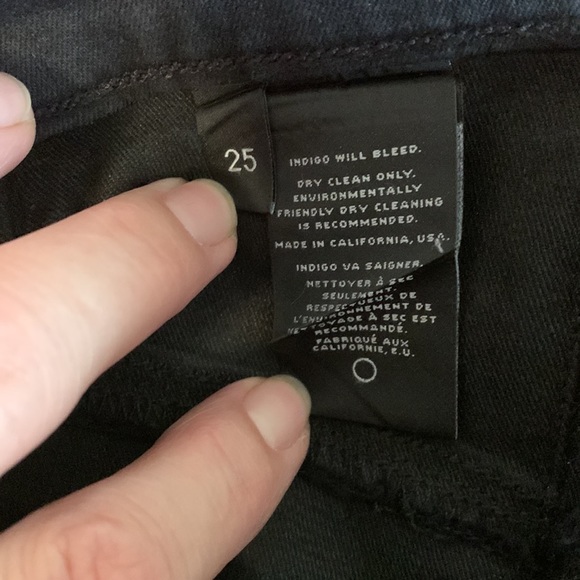 25
INDIGO WILL BLEED.
DRY CLEAN ONLY.
ENVIRONMENTALLY
FRIENDLY DRY CLEANING
IS RECOMMENDED.
MADE IN CALIFORNIA, USA.
INDIGO VA SAIGNER.
NETTOYER À SEC
SEULEMENT.
RESPECTUEUX DE
L'ENVIRONNEMENT DE
NETTOYAGE À SEC EST
RECOMMANDÉ.
FABRIQUÉ AUX
CALIFORNIE, E.U.